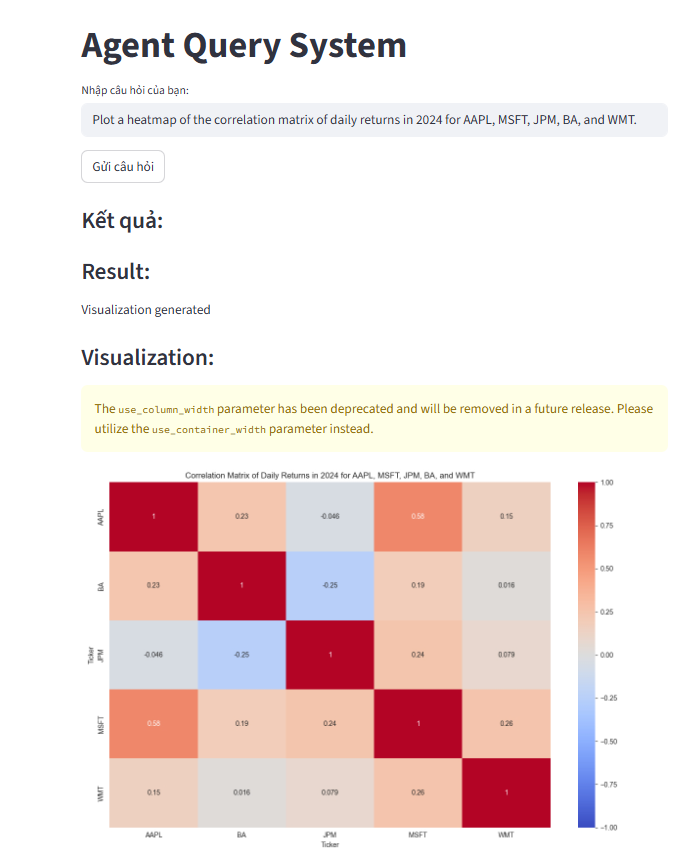 Agent Query System
Nhập câu hỏi của bạn:
Plot a heatmap of the correlation matrix of daily returns in 2024 for AAPL, MSFT, JPM, BA, and WMT.
Gửi câu hỏi
Kết quả:
Result:
Visualization generated
Visualization:
The use_column_width parameter has been deprecated and will be removed in a future release. Please
utilize the use_container_width parameter instead.
Correlation Matrix of Daily Returns in 2024 for AAPL, MSFT, JPM, BA, and WMT
AAPL 1 0.23 -0.046 0.58 0.15
BA 0.23 1 -0.25 0.19 0.016
Ticker
JPM -0.046 -0.25 1 0.24 0.079
MSFT 0.58 0.19 0.24 1 0.26
WMT 0.15 0.016 0.079 0.26 1
AAPL BA JPM MSFT WMT
Ticker
1.00
0.75
0.50
0.25
0.00
-0.25
-0.50
-0.75
-1.00